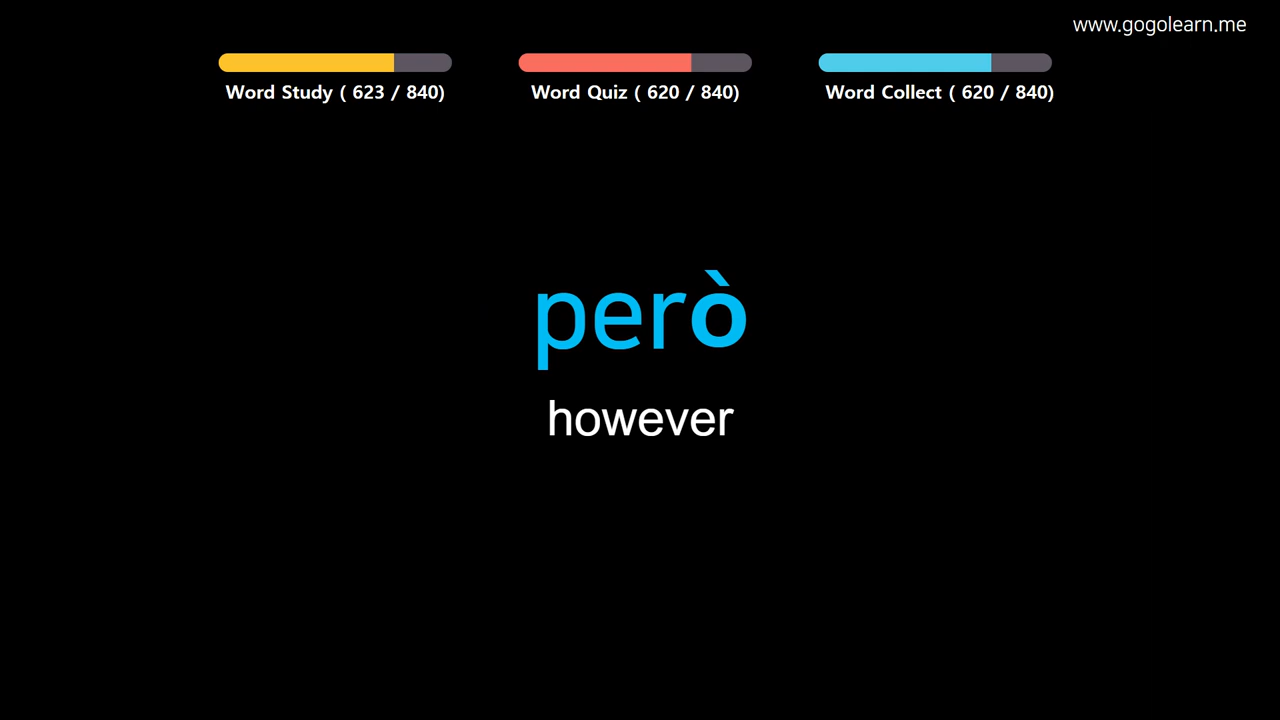 www.gogolearn.me
Word Study ( 623 / 840)
Word Quiz ( 620 / 840)
Word Collect ( 620 / 840)
però
however